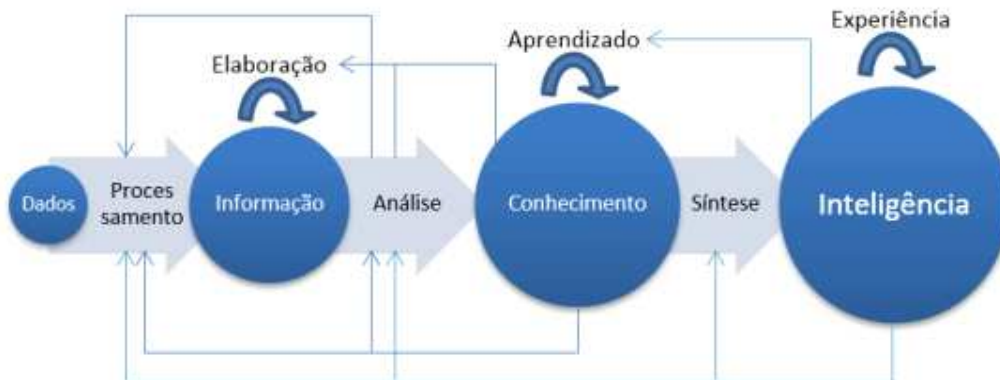 Experiência
Aprendizado
Elaboração
Dados
Proces
samento
Informação
Análise
Conhecimento
Síntese
Inteligência